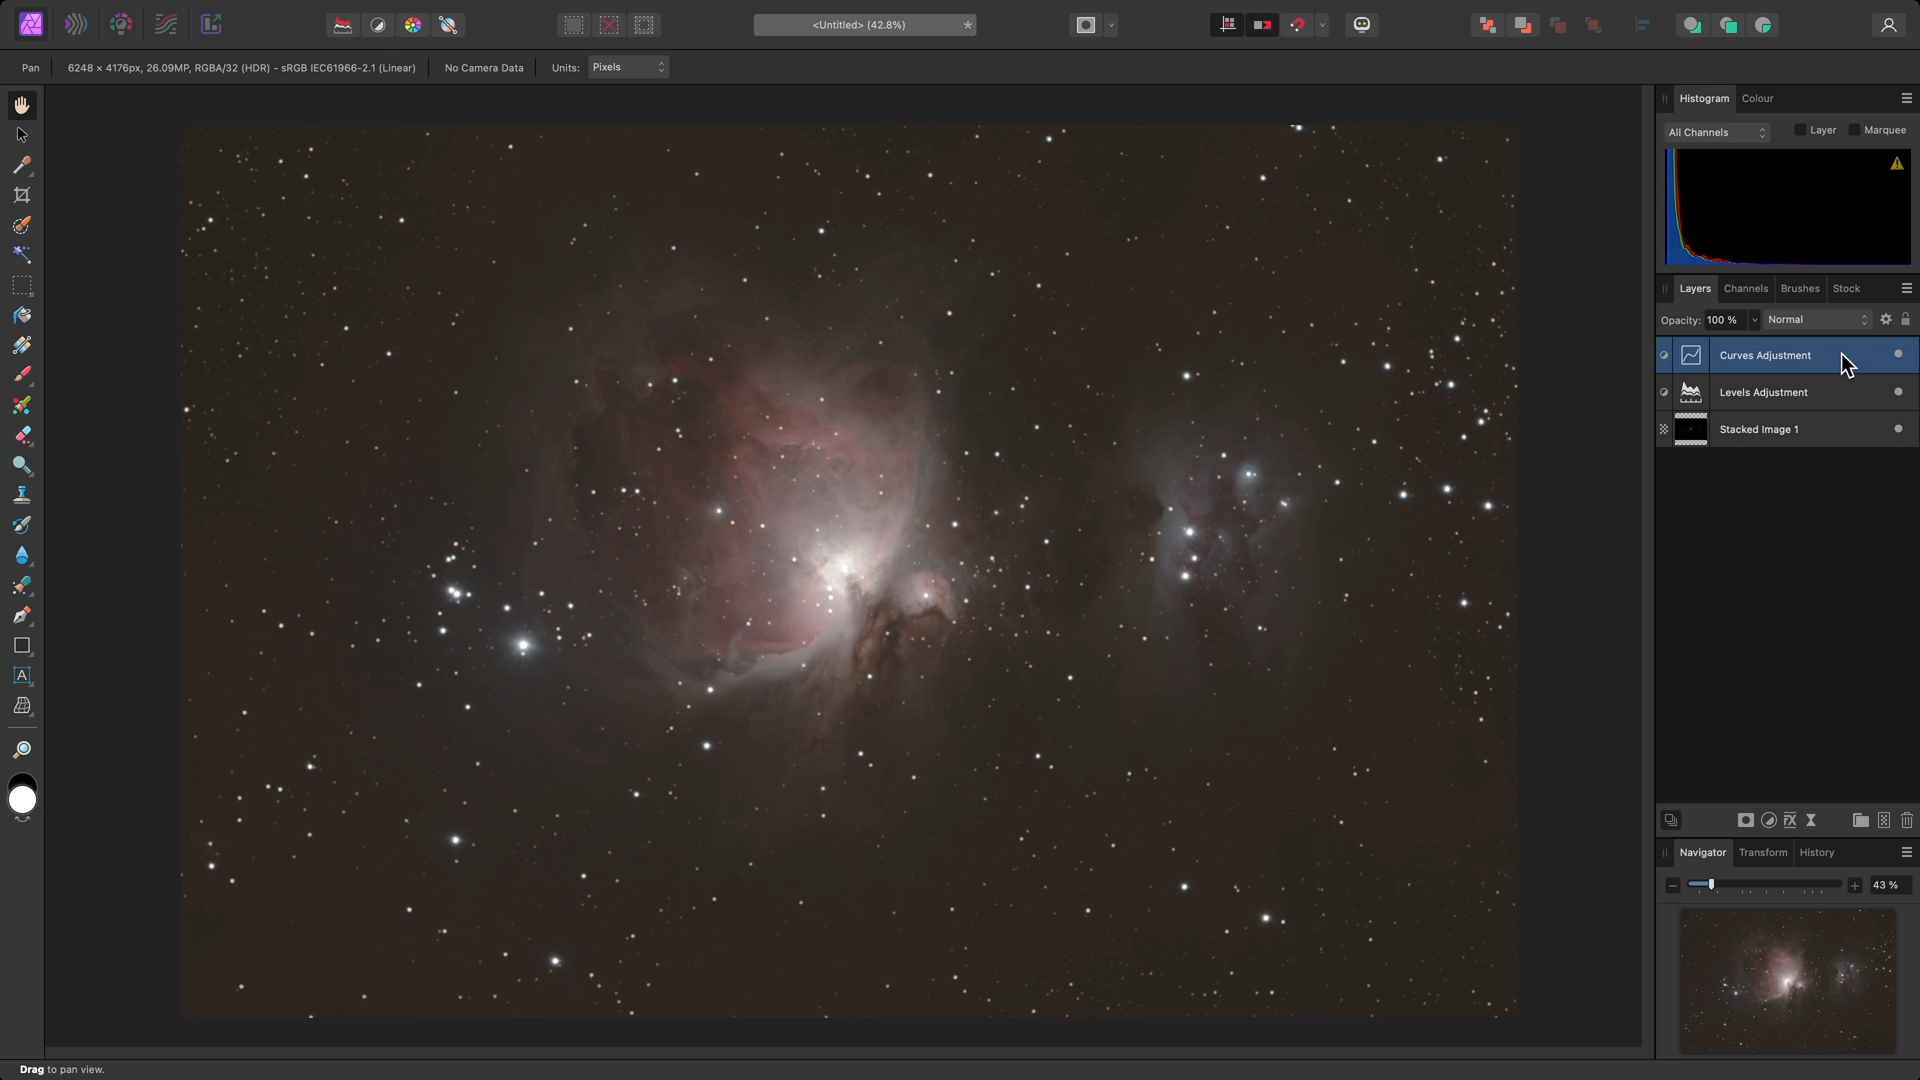 <Untitled> (42.8%)
*
Pan
6248 × 4176px, 26.09MP, RGBA/32 (HDR) - sRGB IEC61966-2.1 (Linear)
No Camera Data
Units:
Pixels
Histogram
Colour
All Channels
Layer
Marquee
Layers
Channels
Brushes
Stock
Opacity:
100 %
Normal
Curves Adjustment
Levels Adjustment
Stacked Image 1
FX
Navigator
Transform
History
43 %
A
Drag to pan view.